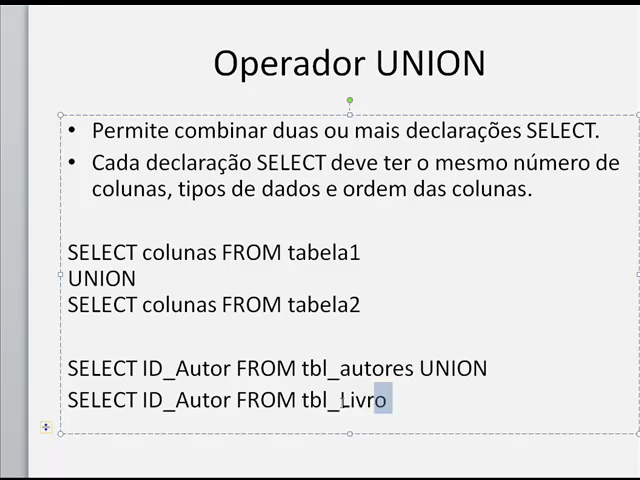 Operador UNION
• Permite combinar duas ou mais declarações SELECT.
• Cada declaração SELECT deve ter o mesmo número de
colunas, tipos de dados e ordem das colunas.
SELECT colunas FROM tabela1
UNION
SELECT colunas FROM tabela2
SELECT ID_Autor FROM tbl_autores UNION
SELECT ID_Autor FROM tbl_Livro